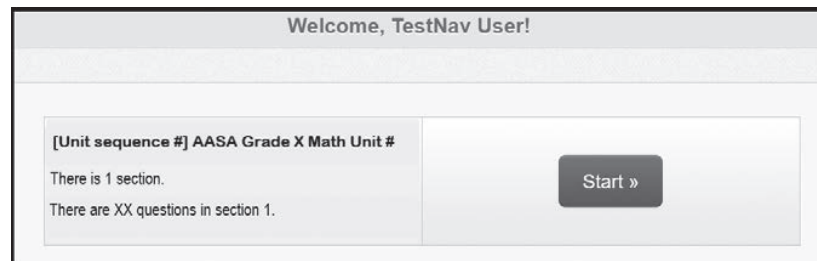 Welcome, TestNav User!
[Unit sequence #] AASA Grade X Math Unit #
There is 1 section.
There are XX questions in section 1.
Start »